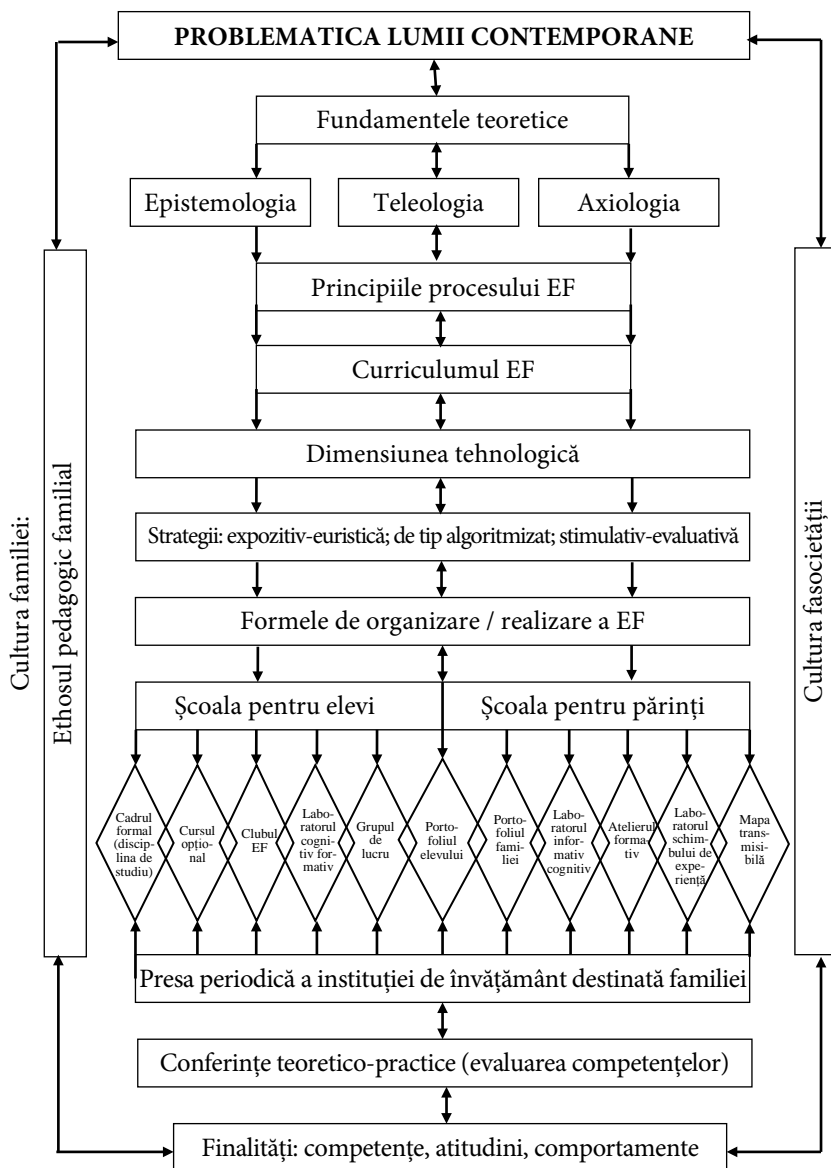 PROBLEMATICA LUMII CONTEMPORANE
Fundamentele teoretice
Epistemologia
Teleologia
Axiologia
Principiile procesului EF
Curriculumul EF
Dimensiunea tehnologică
Strategii: expozitiv-euristică; de tip algoritmizat; stimulativ-evaluativă
Formele de organizare / realizare a EF
Școala pentru elevi
Școala pentru părinți
Cultura familiei:
Ethosul pedagogic familial
Cultura fasocietății
Cadrul
formal
(discip-
lina de
studiu)
Cursul
opțio-
nal
Clubul
EF
Labo-
ratorul
cogni-
tiv for-
mativ
Grupul
de
lucru
Porto-
foliul
elevului
Porto-
foliul
fami-
liei
Labo-
ratorul
infor-
mativ
cognitiv
Atelierul
forma-
tiv
Labo-
ratorul
schim-
bului de
expe-
riență
Mapa
trans-
misi-
bilă
Presa periodică a instituției de învățământ destinată familiei
Conferințe teoretico-practice (evaluarea competențelor)
Finalități: competențe, atitudini, comportamente